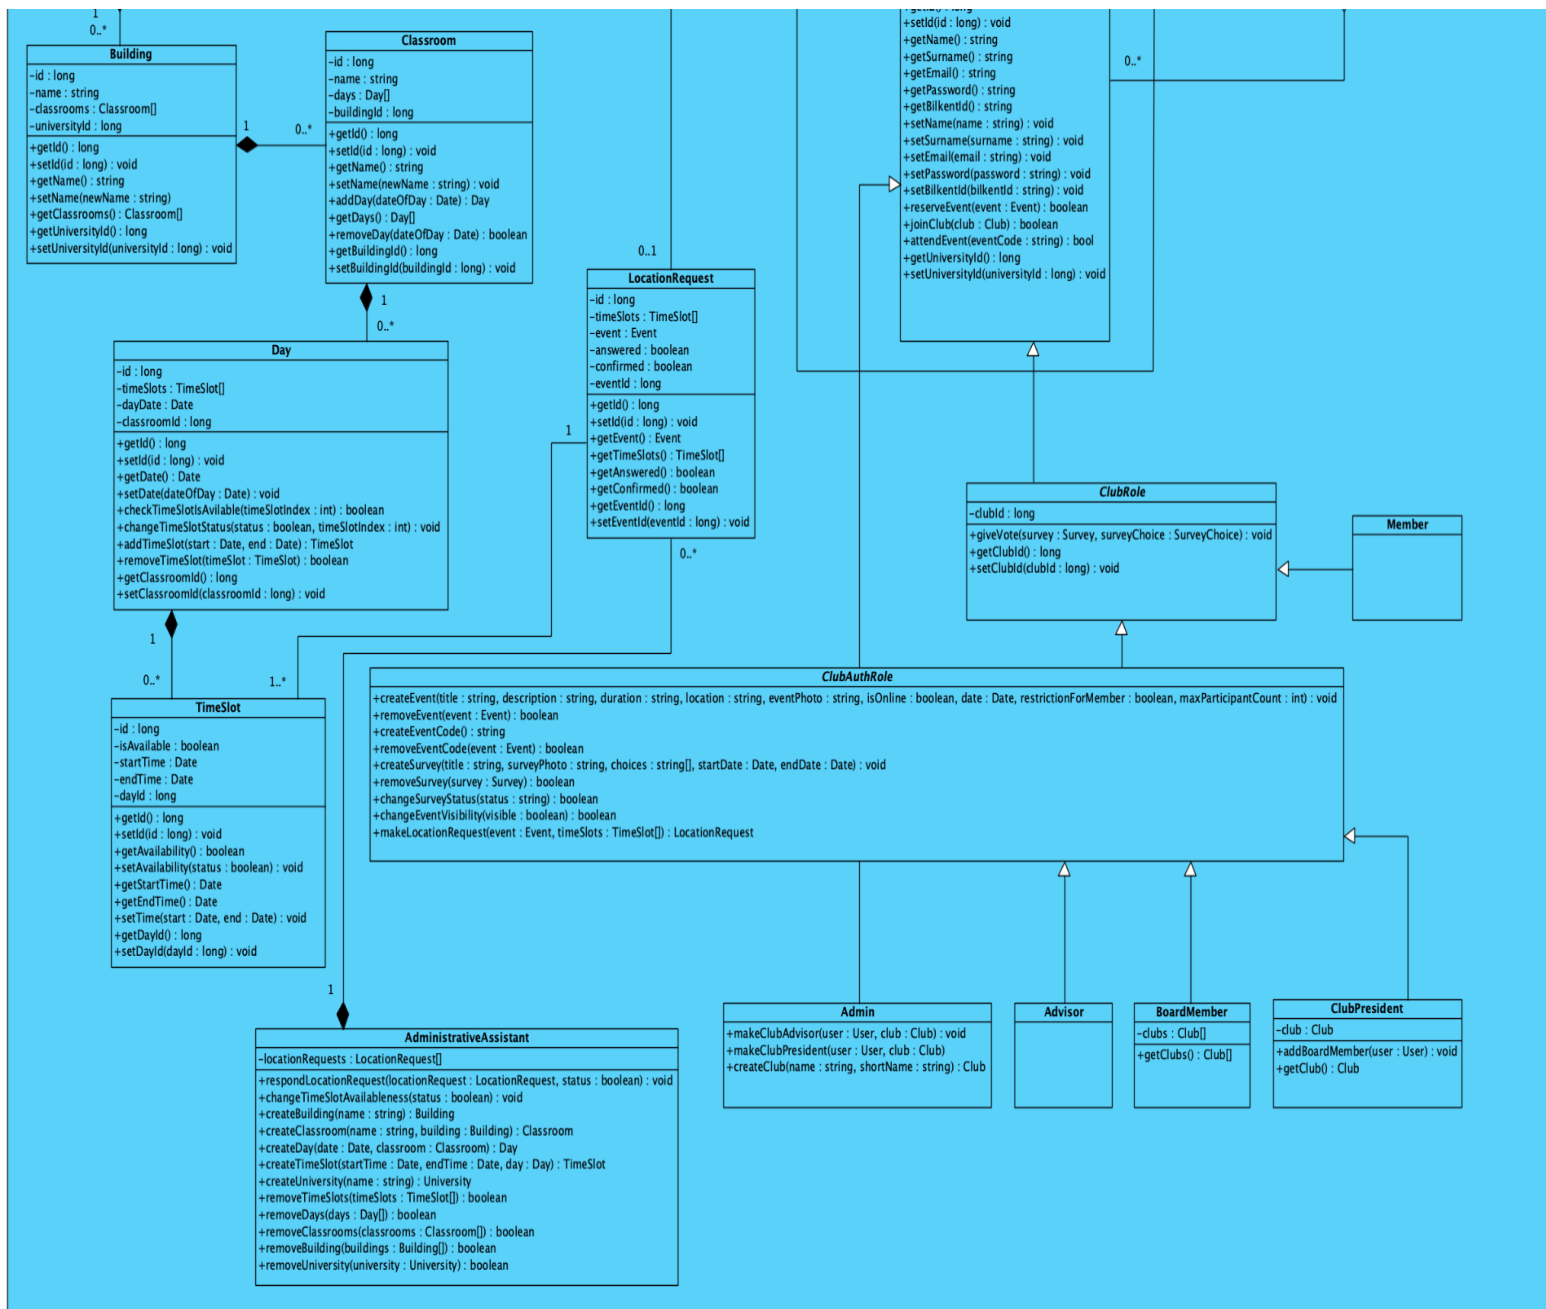 1
0..*
Building
-id : long
-name : string
-classrooms : Classroom[]
-universityId : long
+getId() : long
+setId(id : long) : void
+getName() : string
+setName(newName : string)
+getClassrooms() : Classroom[]
+getUniversityId() : long
+setUniversityId(universityId : long) : void
1
0..*
Classroom
-id : long
-name : string
-days : Day[]
-buildingId : long
+getId() : long
+setId(id : long) : void
+getName() : string
+setName(newName : string) : void
+addDay(dateOfDay : Date) : Day
+getDays() : Day[]
+removeDay(dateOfDay : Date) : boolean
+getBuildingId() : long
+setBuildingId(buildingId : long) : void
1
0..*
Day
-id : long
-timeSlots : TimeSlot[]
-dayDate : Date
-classroomId : long
+getId() : long
+setId(id : long) : void
+getDate() : Date
+setDate(dateOfDay : Date) : void
+checkTimeSlotIsAvilable(timeSlotIndex : int) : boolean
+changeTimeSlotStatus(status : boolean, timeSlotIndex : int) : void
+addTimeSlot(start : Date, end : Date) : TimeSlot
+removeTimeSlot(timeSlot : TimeSlot) : boolean
+getClassroomId() : long
+setClassroomId(classroomId : long) : void
1
0..*
1..*
TimeSlot
-id : long
-isAvailable : boolean
-startTime : Date
-endTime : Date
-dayId : long
+getId() : long
+setId(id : long) : void
+getAvailability() : boolean
+setAvailability(status : boolean) : void
+getStartTime() : Date
+getEndTime() : Date
+setTime(start : Date, end : Date) : void
+getDayId() : long
+setDayId(dayId : long) : void
0..1
LocationRequest
-id : long
-timeSlots : TimeSlot[]
-event : Event
-answered : boolean
-confirmed : boolean
-eventId : long
+getId() : long
+setId(id : long) : void
+getEvent() : Event
+getTimeSlots() : TimeSlot[]
+getAnswered() : boolean
+getConfirmed() : boolean
+getEventId() : long
+setEventId(eventId : long) : void
1
0..*
+getId() : long
+setId(id : long) : void
+getName() : string
+getSurname() : string
+getEmail() : string
+getPassword() : string
+getBilkentId() : string
+setName(name : string) : void
+setSurname(surname : string) : void
+setEmail(email : string) : void
+setPassword(password : string) : void
+setBilkentId(bilkentId : string) : void
+reserveEvent(event : Event) : boolean
+joinClub(club : Club) : boolean
+attendEvent(eventCode : string) : bool
+getUniversityId() : long
+setUniversityId(universityId : long) : void
0..*
ClubRole
-clubId : long
+giveVote(survey : Survey, surveyChoice : SurveyChoice) : void
+getClubId() : long
+setClubId(clubId : long) : void
Member
ClubAuthRole
+createEvent(title : string, description : string, duration : string, location : string, eventPhoto : string, isOnline : boolean, date : Date, restrictionForMember : boolean, maxParticipantCount : int) : void
+removeEvent(event : Event) : boolean
+createEventCode() : string
+removeEventCode(event : Event) : boolean
+createSurvey(title : string, surveyPhoto : string, choices : string[], startDate : Date, endDate : Date) : void
+removeSurvey(survey : Survey) : boolean
+changeSurveyStatus(status : string) : boolean
+changeEventVisibility(visible : boolean) : boolean
+makeLocationRequest(event : Event, timeSlots : TimeSlot[]) : LocationRequest
1
AdministrativeAssistant
-locationRequests : LocationRequest[]
+respondLocationRequest(locationRequest : LocationRequest, status : boolean) : void
+changeTimeSlotAvailableness(status : boolean) : void
+createBuilding(name : string) : Building
+createClassroom(name : string, building : Building) : Classroom
+createDay(date : Date, classroom : Classroom) : Day
+createTimeSlot(startTime : Date, endTime : Date, day : Day) : TimeSlot
+createUniversity(name : string) : University
+removeTimeSlots(timeSlots : TimeSlot[]) : boolean
+removeDays(days : Day[]) : boolean
+removeClassrooms(classrooms : Classroom[]) : boolean
+removeBuilding(buildings : Building[]) : boolean
+removeUniversity(university : University) : boolean
Admin
+makeClubAdvisor(user : User, club : Club) : void
+makeClubPresident(user : User, club : Club)
+createClub(name : string, shortName : string) : Club
Advisor
BoardMember
-clubs : Club[]
+getClubs() : Club[]
ClubPresident
-club : Club
+addBoardMember(user : User) : void
+getClub() : Club